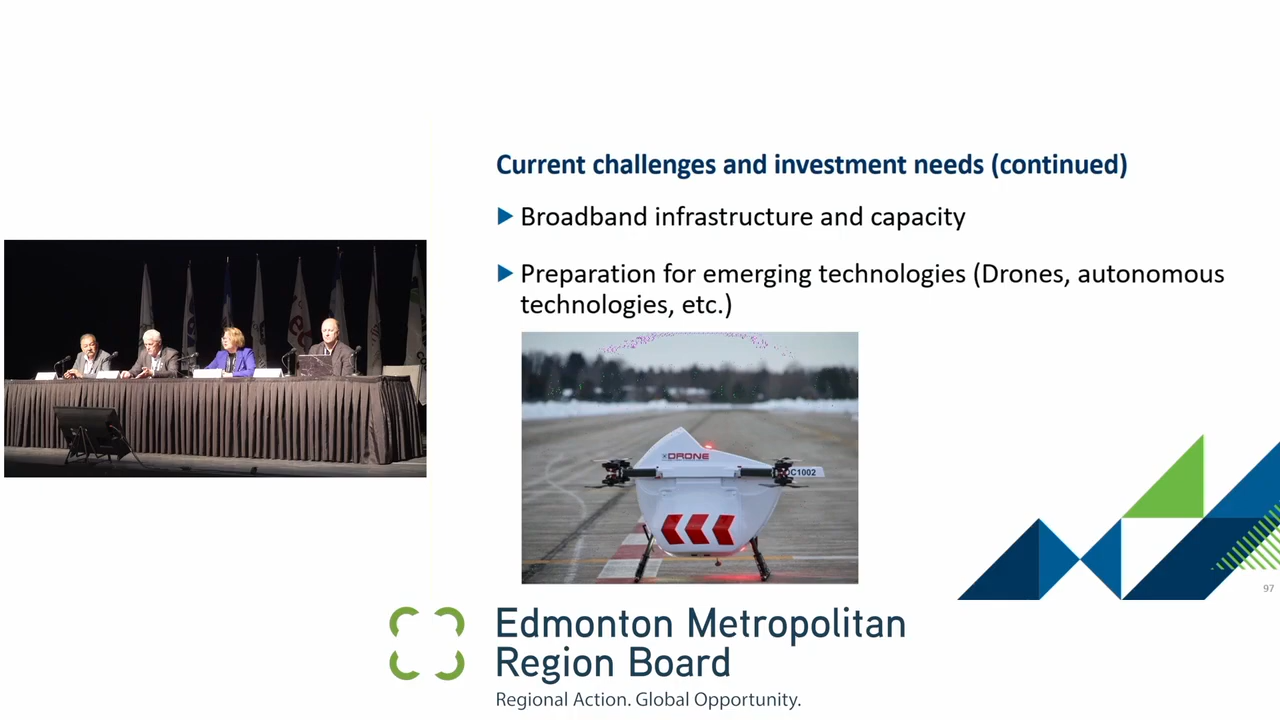 Current challenges and investment needs (continued)
Broadband infrastructure and capacity
Preparation for emerging technologies (Drones, autonomous
technologies, etc.)
DRONE
DC1002
97
Edmonton Metropolitan
Region Board
Regional Action. Global Opportunity.